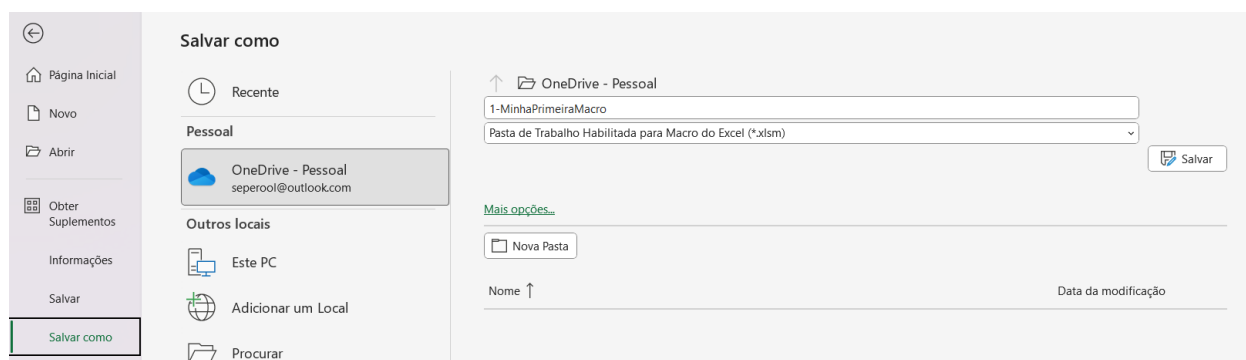 Salvar como
Página Inicial
Novo
Abrir
Obter
Suplementos
Informações
Salvar
Salvar como
Recente
Pessoal
OneDrive - Pessoal
seperool@outlook.com
Outros locais
Este PC
Adicionar um Local
Procurar
OneDrive - Pessoal
1-MinhaPrimeiraMacro
Pasta de Trabalho Habilitada para Macro do Excel (*.xlsm)
Salvar
Mais opções...
Nova Pasta
Nome ↑ Data da modificação